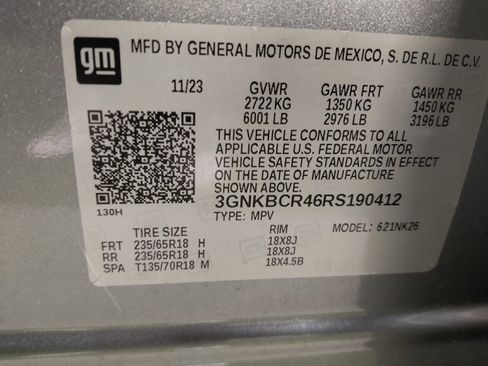 gm
MFD BY GENERAL MOTORS DE MEXICO, S. DE R.L. DE C.V.
11/23 GVWR GAWR FRT GAWR RR
2722 KG 1350 KG 1450 KG
6001 LB 2976 LB 3196 LB
THIS VEHICLE CONFORMS TO ALL
APPLICABLE U.S. FEDERAL MOTOR
VEHICLE SAFETY STANDARDS IN EFFECT
ON THE DATE OF MANUFACTURE
SHOWN ABOVE.
3GNKBCR46RS190412
130H TYPE: MPV MODEL: 621NK26
TIRE SIZE RIM
FRT 235/65R18 H 18X8J
RR 235/65R18 H 18X8J
SPA T135/70R18 M 18X4.5B